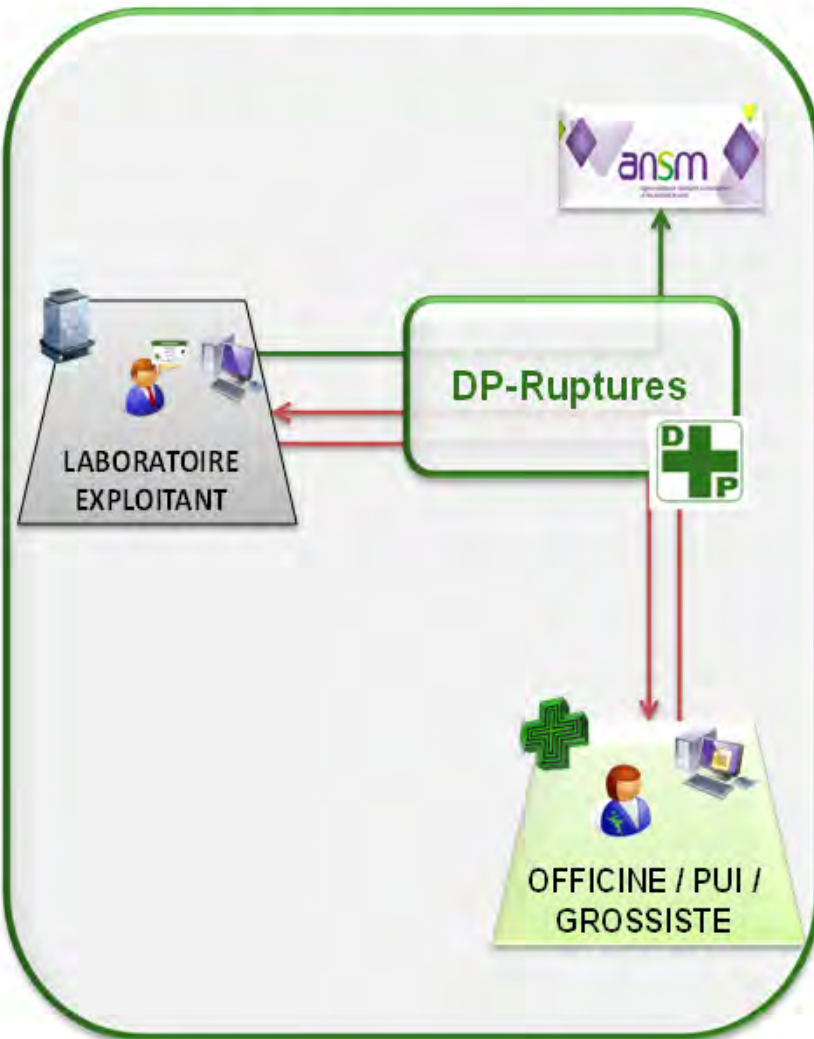 ansm
DP-Ruptures
D
P
LABORATOIRE
EXPLOITANT
OFFICINE / PUI /
GROSSISTE